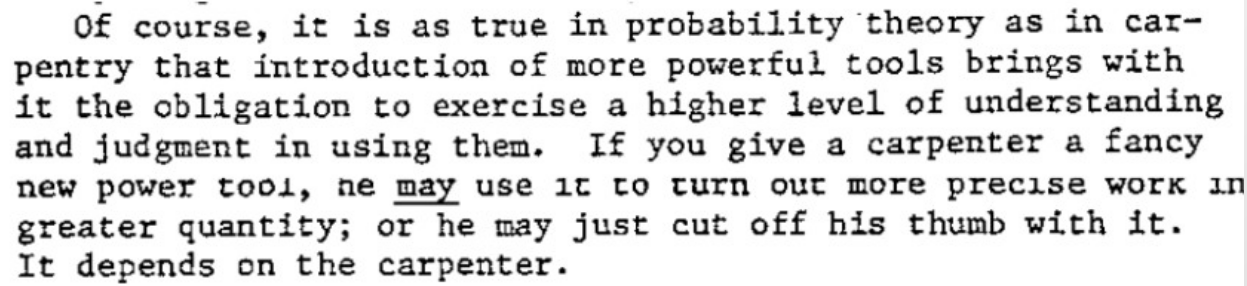 Of course, it is as true in probability theory as in car-
pentry that introduction of more powerful tools brings with
it the obligation to exercise a higher level of understanding
and judgment in using them. If you give a carpenter a fancy
new power tool, he may use it to turn out more precise work in
greater quantity; or he may just cut off his thumb with it.
It depends on the carpenter.